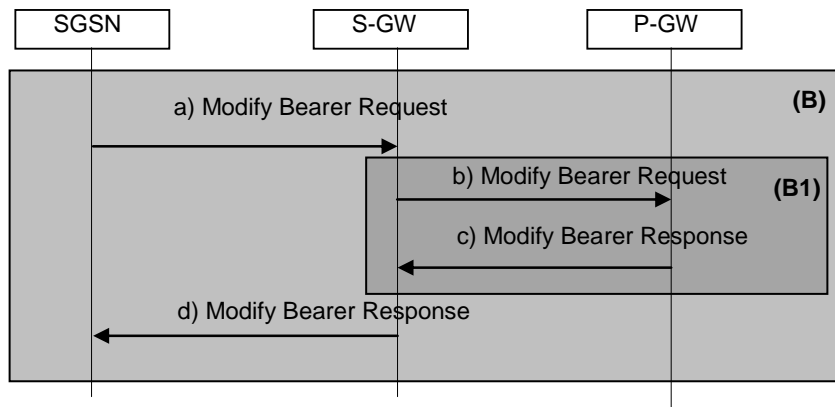 SGSN
S-GW
P-GW
(B)
a) Modify Bearer Request
b) Modify Bearer Request
(B1)
c) Modify Bearer Response
d) Modify Bearer Response